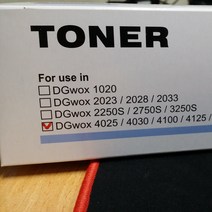 TONER
For use in
DGwox 1020
DGwox 2023 / 2028 / 2033
DGwox 2250S / 2750S / 3250S
DGwox 4025 / 4030 / 4100 / 4125 /